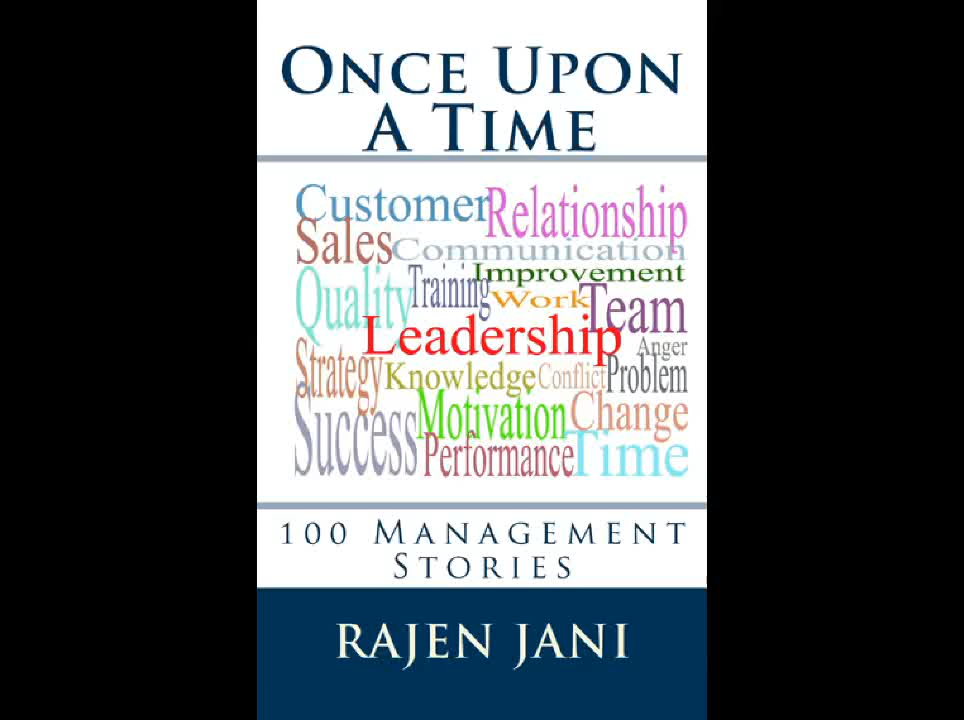 ONCE UPON
A TIME
Customer Relationship
Sales Communication
Quality Training Improvement
Work Team
Leadership Anger
Strategy Knowledge Conflict Problem
Success Motivation Change
Performance Time
100 MANAGEMENT
STORIES
RAJEN JANI